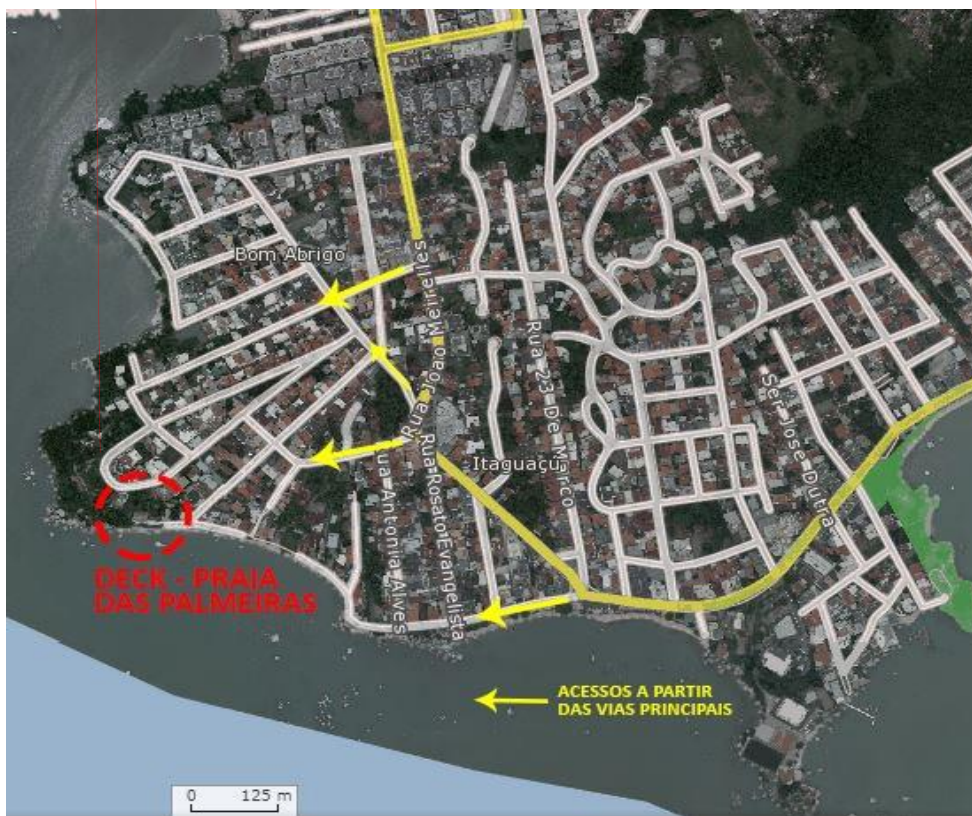 Bom Abrigo
Rua João Meirelles
Rua 23 De Março
Itaguaçu
Ser José Dutra
Rua Rosato Evangelista
Rua Antonia Alves
DECK - PRAIA
DAS PALMEIRAS
ACESSOS A PARTIR
DAS VIAS PRINCIPAIS
0 125 m